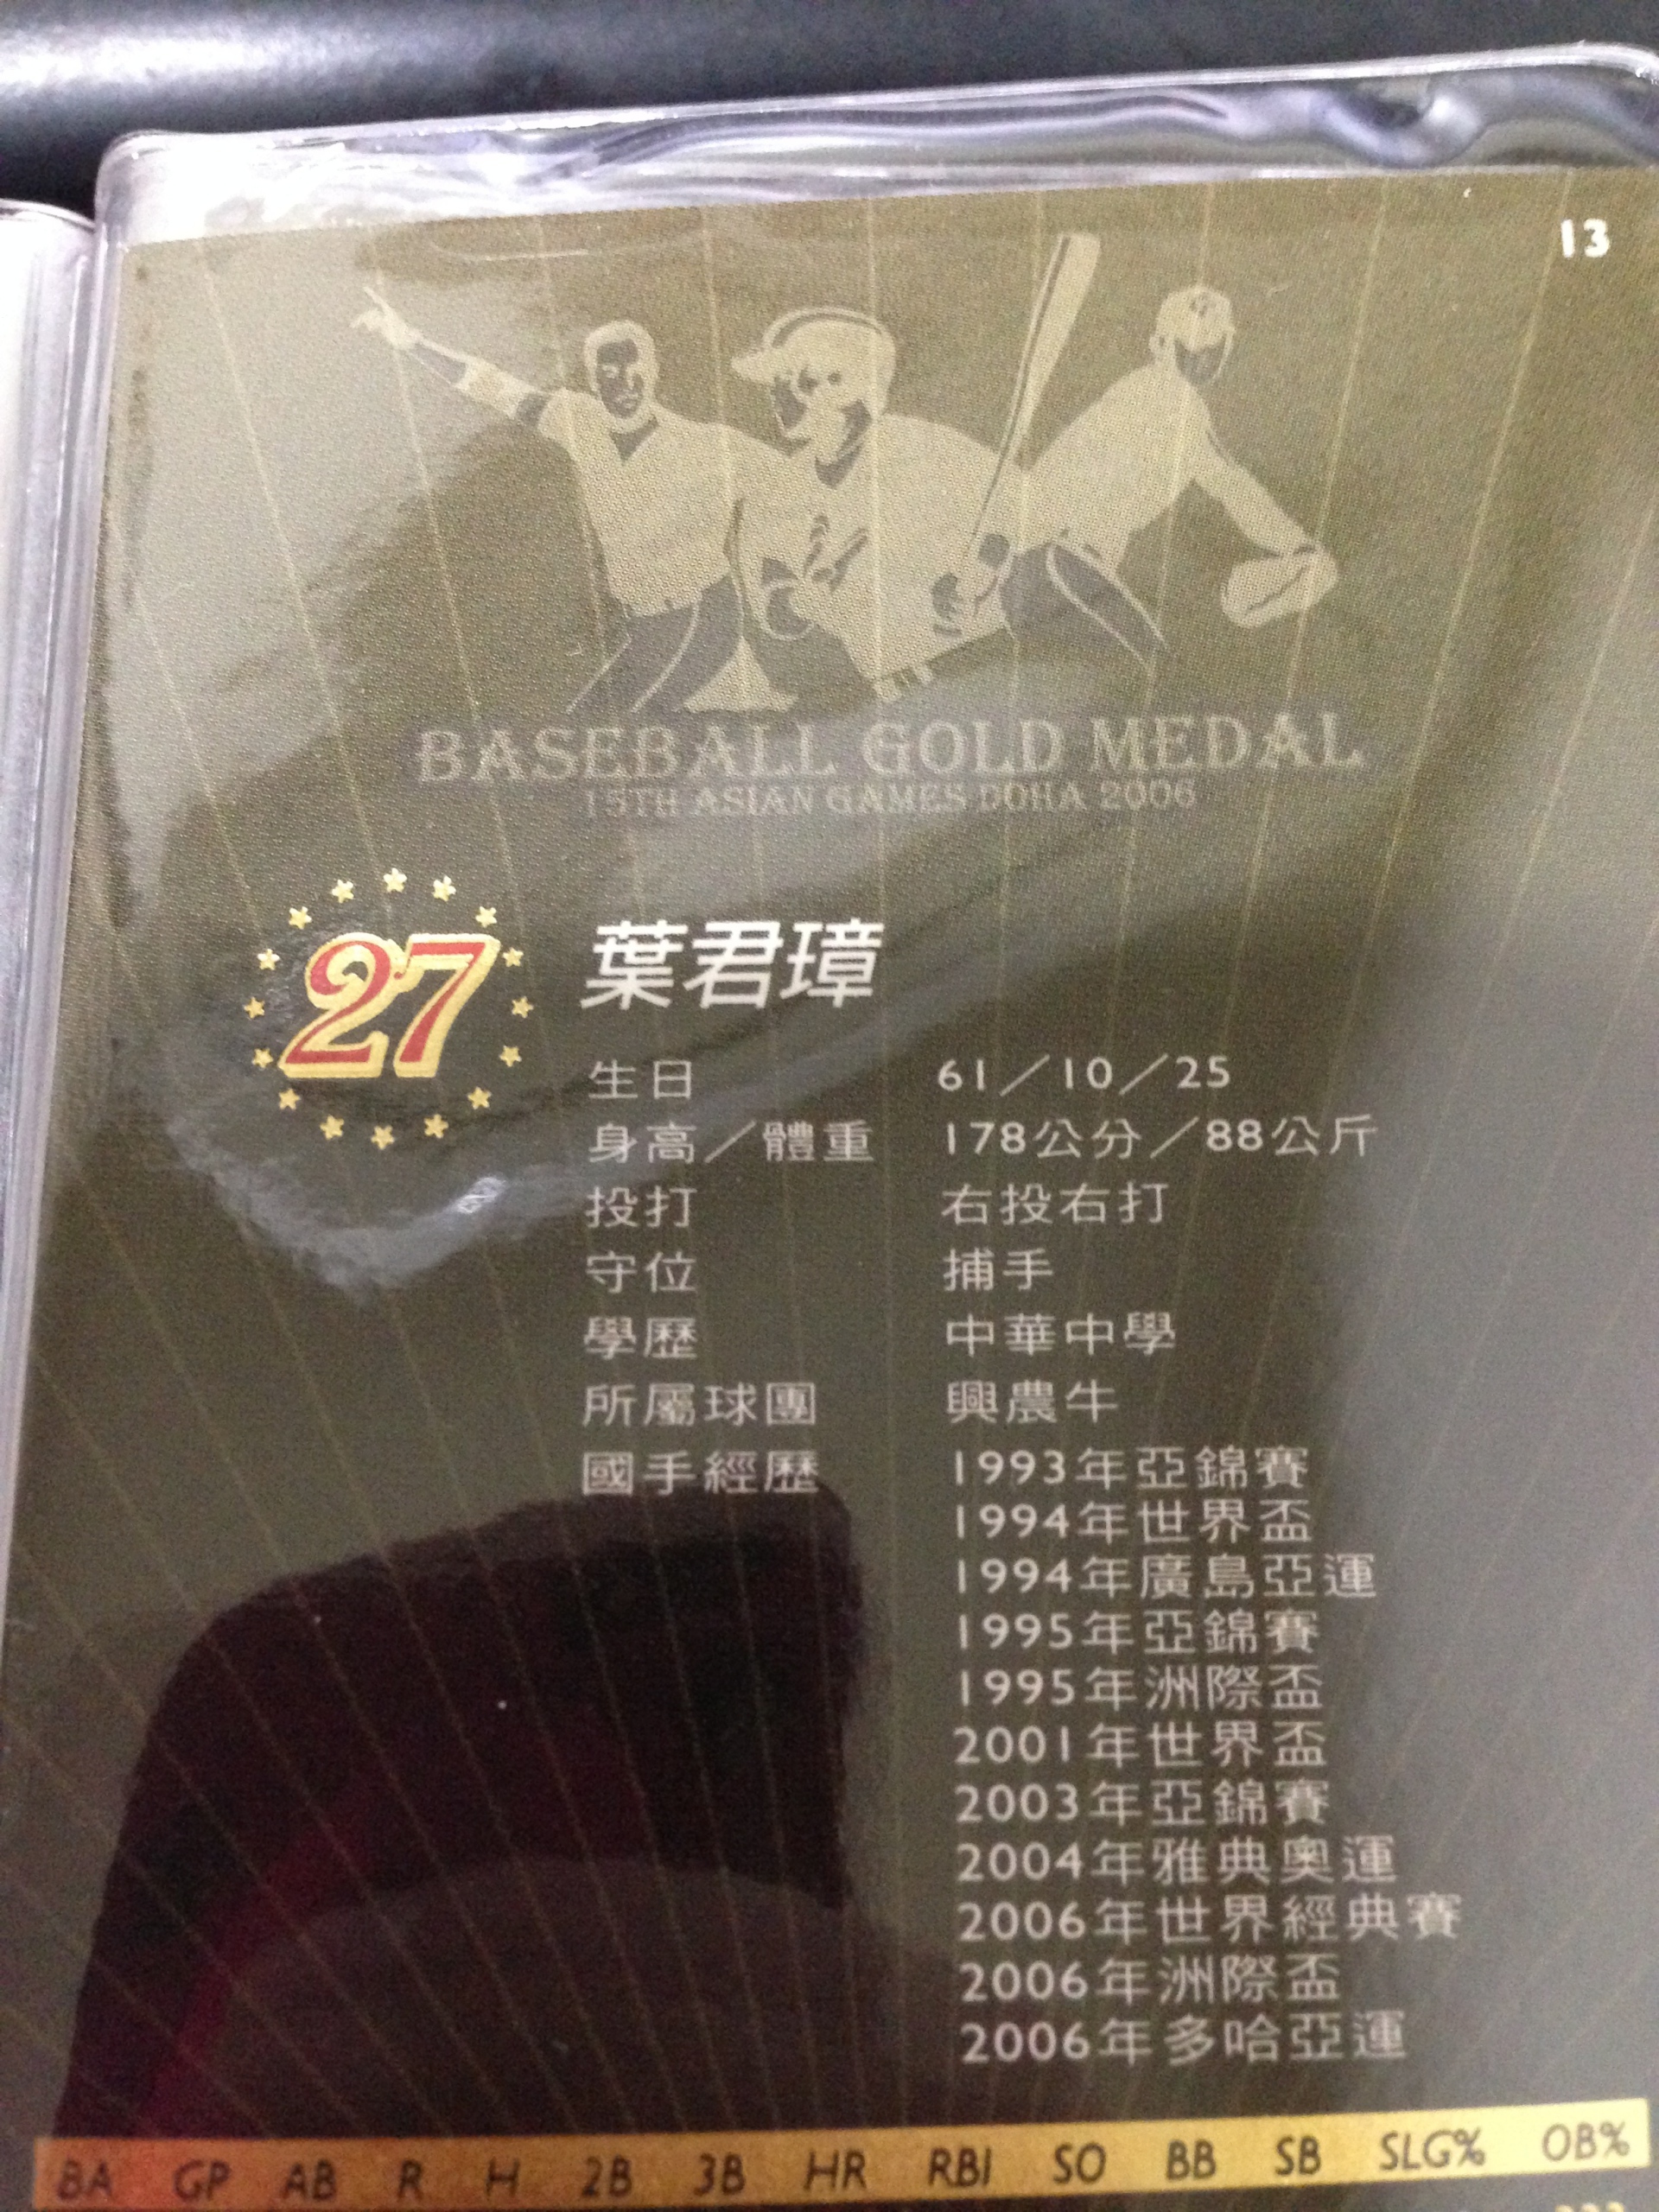 13
BASEBALL GOLD MEDAL
15TH ASIAN GAMES DOHA 2006
27 葉君璋
生日 61／10／25
身高／體重 178公分／88公斤
投打 右投右打
守位 捕手
學歷 中華中學
所屬球團 興農牛
國手經歷 1993年亞錦賽
1994年世界盃
1994年廣島亞運
1995年亞錦賽
1995年洲際盃
2001年世界盃
2003年亞錦賽
2004年雅典奧運
2006年世界經典賽
2006年洲際盃
2006年多哈亞運
BA GP AB R H 2B 3B HR RBI SO BB SB SLG% OB%